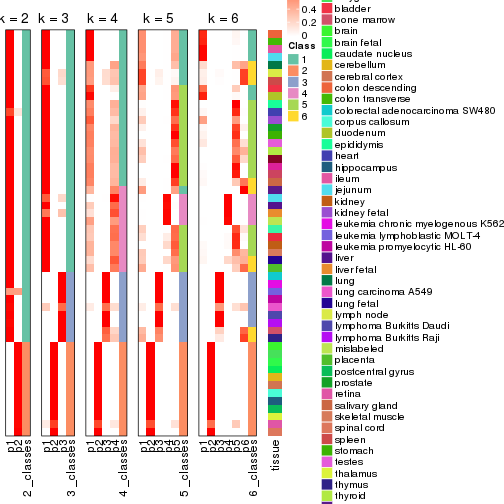 k = 2
k = 3
k = 4
k = 5
k = 6
0.4
0.2
0
Class
1
2
3
4
5
6
bladder
bone marrow
brain
brain fetal
caudate nucleus
cerebellum
cerebral cortex
colon descending
colon transverse
colorectal adenocarcinoma SW480
corpus callosum
duodenum
epididymis
heart
hippocampus
ileum
jejunum
kidney
kidney fetal
leukemia chronic myelogenous K562
leukemia lymphoblastic MOLT-4
leukemia promyelocytic HL-60
liver
liver fetal
lung
lung carcinoma A549
lung fetal
lymph node
lymphoma Burkitts Daudi
lymphoma Burkitts Raji
mislabeled
placenta
postcentral gyrus
prostate
retina
salivary gland
skeletal muscle
spinal cord
spleen
stomach
testes
thalamus
thymus
thyroid
p1
p2
2_classes
p1
p2
p3
3_classes
p1
p2
p3
p4
4_classes
p1
p2
p3
p4
p5
5_classes
p1
p2
p3
p4
p5
p6
6_classes
tissue